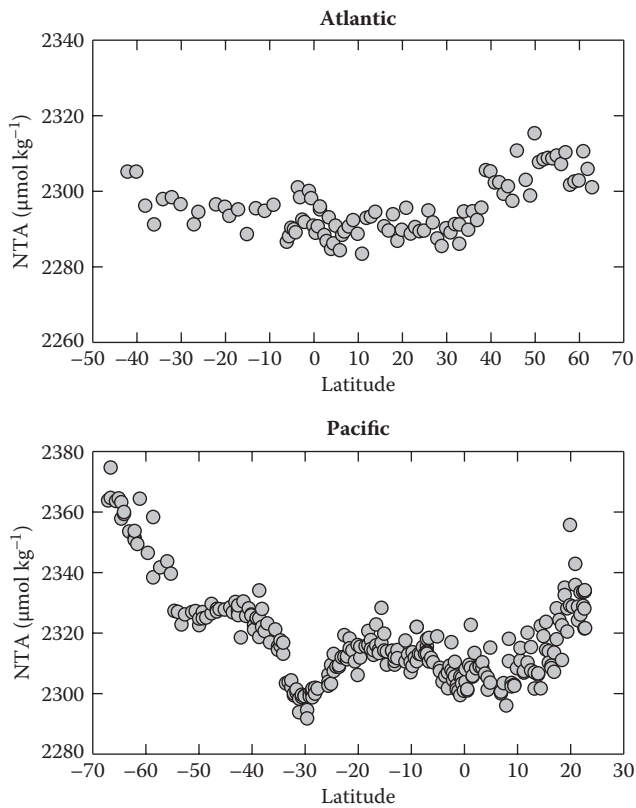 Atlantic
2340
2320
2300
2280
2260
NTA (μmol kg⁻¹)
−50 −40 −30 −20 −10 0 10 20 30 40 50 60 70
Latitude
Pacific
2380
2360
2340
2320
2300
2280
NTA (μmol kg⁻¹)
−70 −60 −50 −40 −30 −20 −10 −0 10 20 30
Latitude